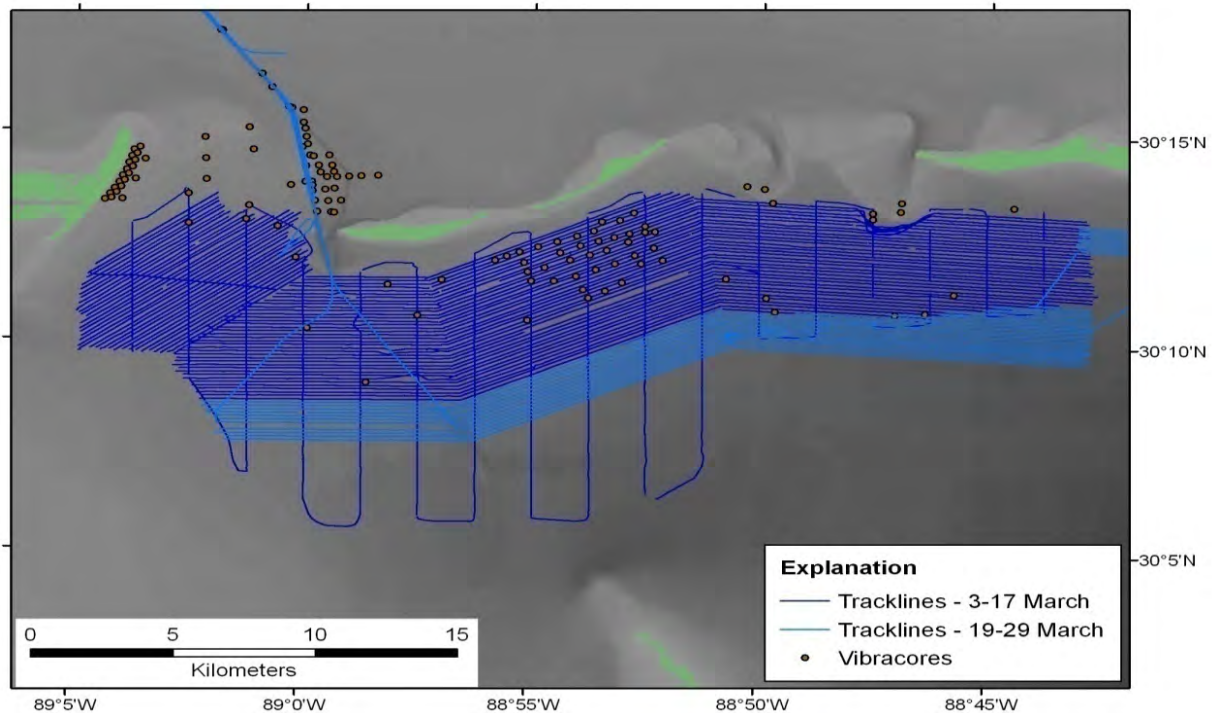 30°15'N
30°10'N
30°5'N
Explanation
Tracklines - 3-17 March
Tracklines - 19-29 March
Vibracores
0 5 10 15
Kilometers
89°5'W 89°0'W 88°55'W 88°50'W 88°45'W